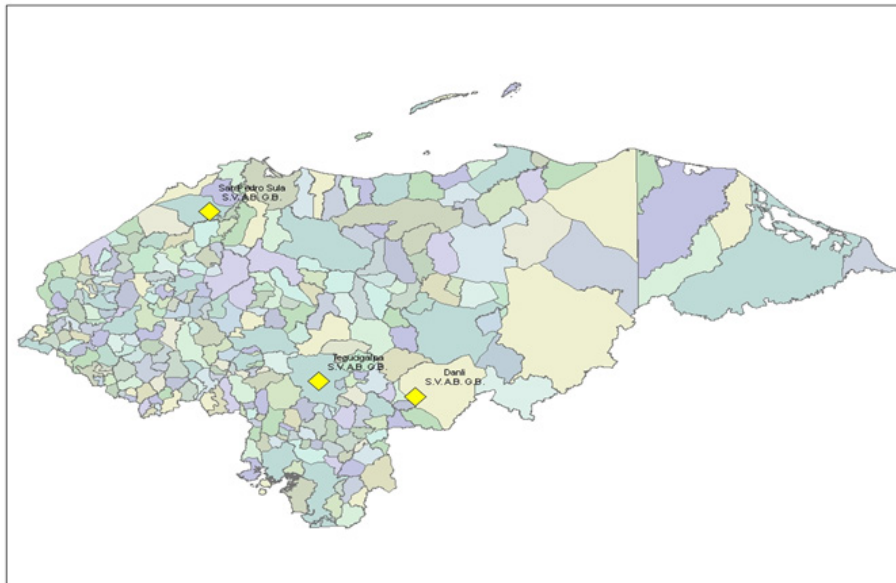 San Pedro Sula
S.V.A.B. G.B.
Tegucigalpa
S.V.A.B. G.B.
Danli
S.V.A.B. G.B.